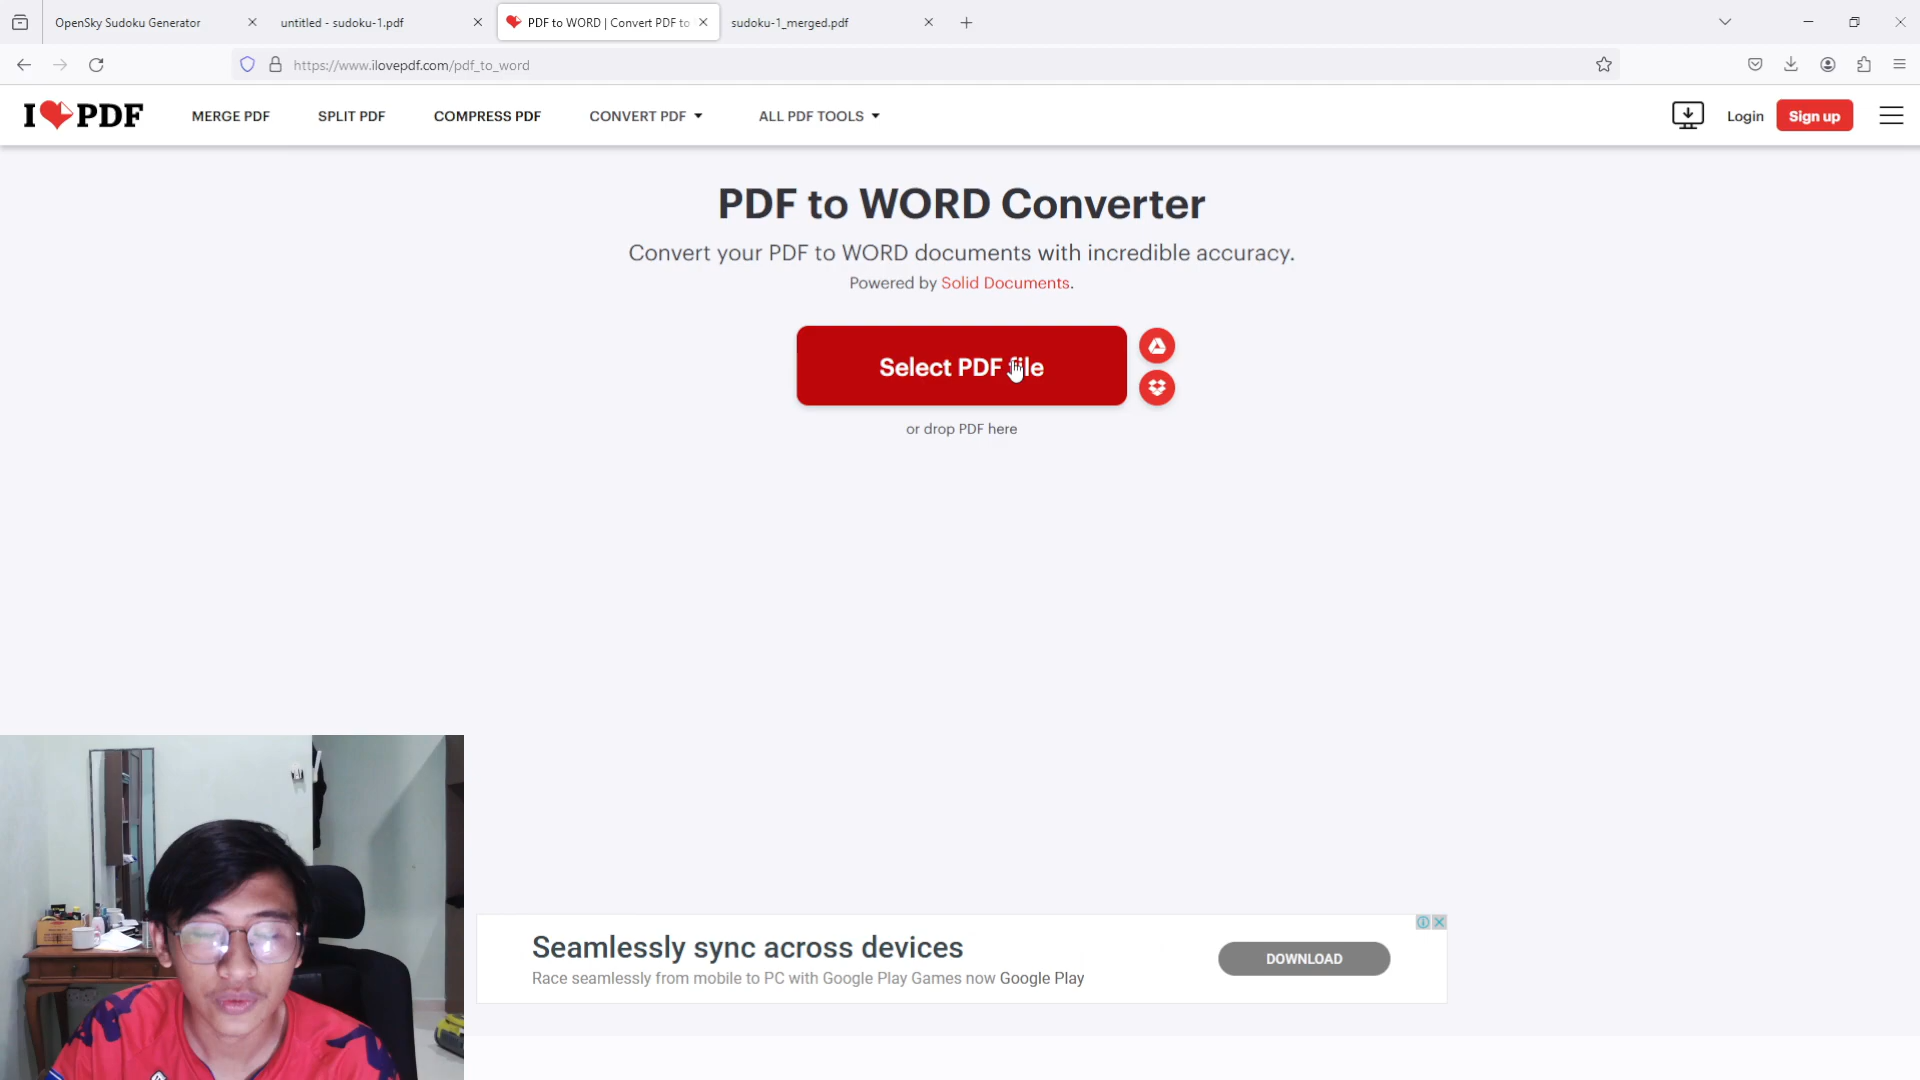 OpenSky Sudoku Generator
untitled - sudoku-1.pdf
PDF to WORD | Convert PDF to
sudoku-1_merged.pdf
https://www.ilovepdf.com/pdf_to_word
I PDF
MERGE PDF
SPLIT PDF
COMPRESS PDF
CONVERT PDF
ALL PDF TOOLS
Login
Sign up
PDF to WORD Converter
Convert your PDF to WORD documents with incredible accuracy.
Powered by Solid Documents.
Select PDF file
or drop PDF here
Seamlessly sync across devices
Race seamlessly from mobile to PC with Google Play Games now Google Play
DOWNLOAD